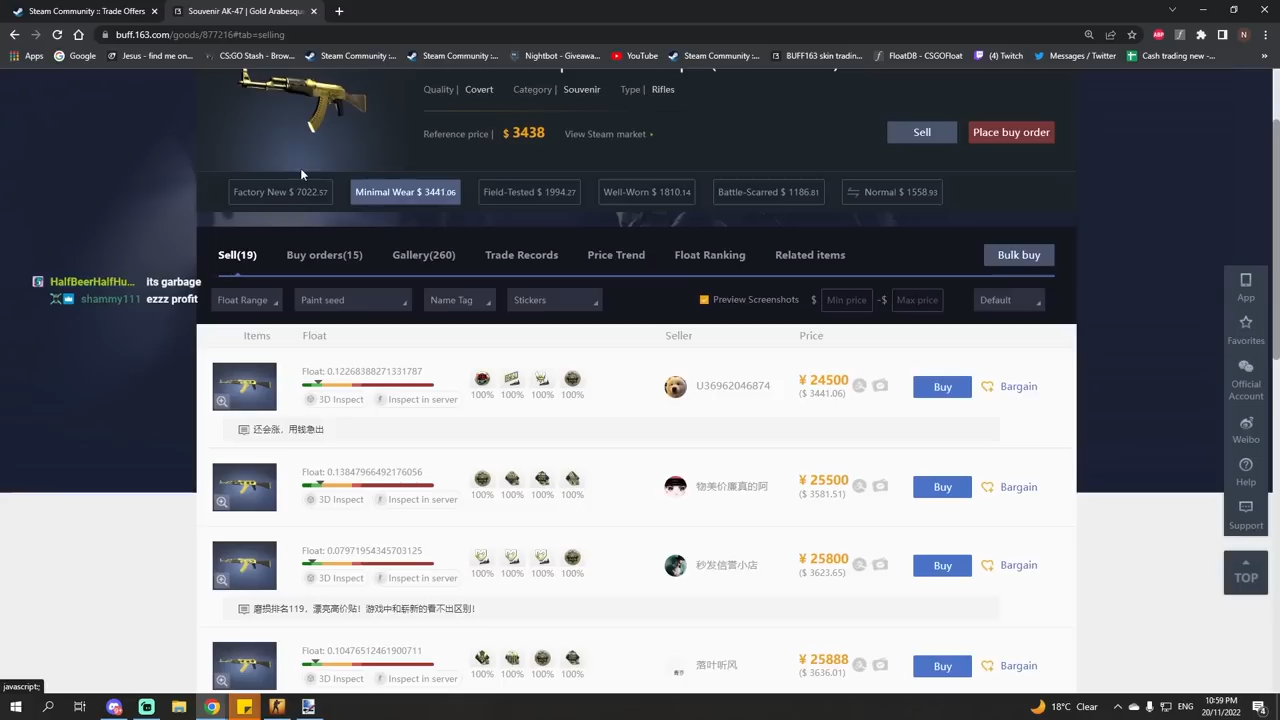 Steam Community :: Trade Offers
Souvenir AK-47 | Gold Arabesque
buff.163.com/goods/877216#tab=selling
Apps
Google
Jesus - find me on...
CSGO Stash - Brow...
Steam Community :...
Steam Community :...
Nightbot - Giveawa...
YouTube
Steam Community :...
BUFF163 skin tradin...
FloatDB - CSGOFloat
(4) Twitch
Messages / Twitter
Cash trading new -...
Quality | Covert Category | Souvenir Type | Rifles
Reference price | $ 3438 View Steam market
Sell
Place buy order
Factory New $ 7022.57
Minimal Wear $ 3441.06
Field-Tested $ 1994.27
Well-Worn $ 1810.14
Battle-Scarred $ 1186.81
Normal $ 1558.93
Sell(19)
Buy orders(15)
Gallery(260)
Trade Records
Price Trend
Float Ranking
Related items
Bulk buy
HalfBeerHalfHu... Its garbage
shammy111 ezzz profit
Float Range
Paint seed
Name Tag
Stickers
Preview Screenshots
$ Min price -$ Max price
Default
Items Float Seller Price
Float: 0.12268388271331787
3D Inspect Inspect in server
100% 100% 100% 100%
U36962046874
¥ 24500
($ 3441.06)
Buy
Bargain
还会涨，用钱急出
Float: 0.13847966492176056
3D Inspect Inspect in server
100% 100% 100% 100%
物美价廉真的阿
¥ 25500
($ 3581.51)
Buy
Bargain
Float: 0.07971954345703125
3D Inspect Inspect in server
100% 100% 100% 100%
秒发信誉小店
¥ 25800
($ 3623.65)
Buy
Bargain
磨损排名119，漂亮高价贴！游戏中和崭新的看不出区别！
Float: 0.10476512461900711
3D Inspect Inspect in server
100% 100% 100% 100%
落叶听风
¥ 25888
($ 3636.01)
Buy
Bargain
App
Favorites
Official
Account
Weibo
Help
Support
TOP
javascript:;
18°C Clear
ENG
10:59 PM
20/11/2022